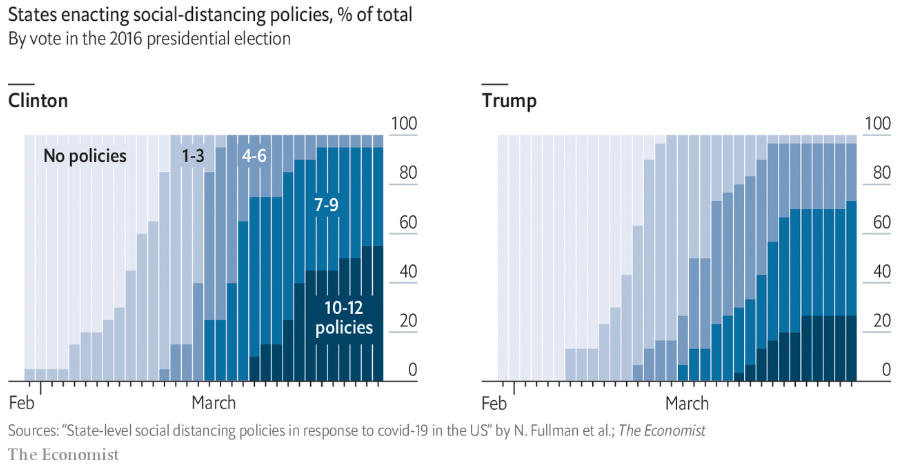 States enacting social-distancing policies, % of total
By vote in the 2016 presidential election
Clinton
No policies
1-3
4-6
7-9
10-12
policies
100
80
60
40
20
0
Feb
March
Trump
100
80
60
40
20
0
Feb
March
Sources: “State-level social distancing policies in response to covid-19 in the US” by N. Fullman et al.; The Economist
The Economist